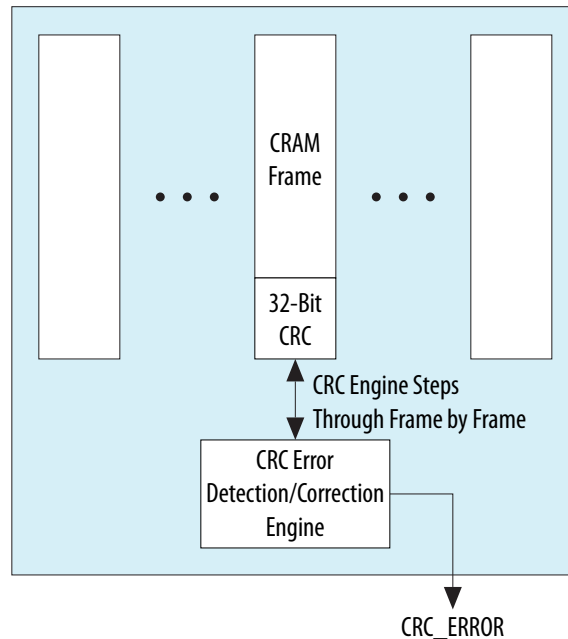 CRAM
Frame
32-Bit
CRC
CRC Engine Steps
Through Frame by Frame
CRC Error
Detection/Correction
Engine
CRC_ERROR